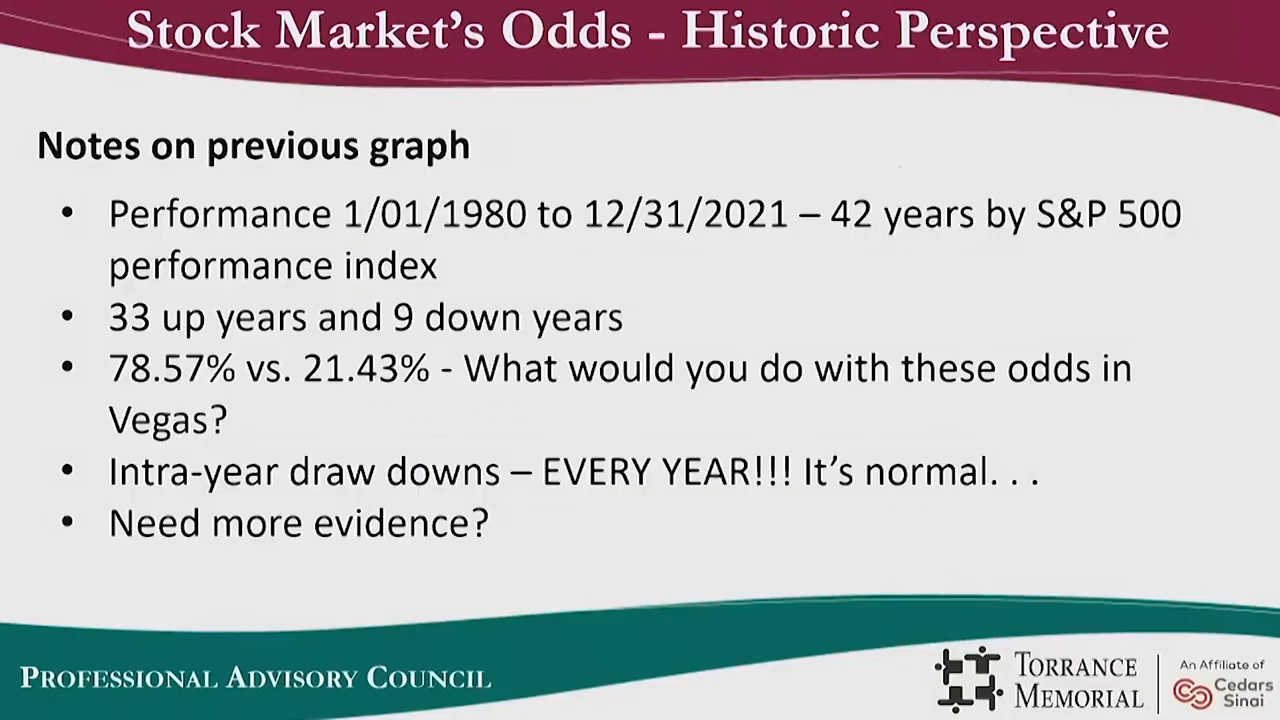 Stock Market's Odds - Historic Perspective
Notes on previous graph
• Performance 1/01/1980 to 12/31/2021 – 42 years by S&P 500
performance index
• 33 up years and 9 down years
• 78.57% vs. 21.43% - What would you do with these odds in
Vegas?
• Intra-year draw downs – EVERY YEAR!!! It's normal. . .
• Need more evidence?
PROFESSIONAL ADVISORY COUNCIL
TORRANCE
MEMORIAL
An Affiliate of
Cedars
Sinai